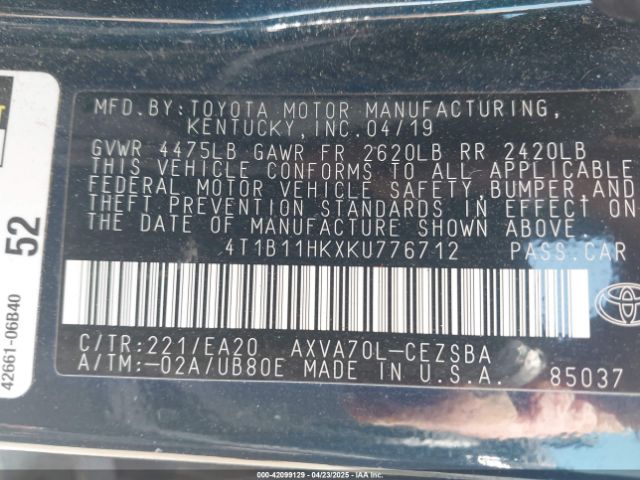 MFD.BY:TOYOTA MOTOR MANUFACTURING,
KENTUCKY,INC.04/19
GVWR 4475LB GAWR FR 2620LB RR 2420LB
THIS VEHICLE CONFORMS TO ALL APPLICABLE
FEDERAL MOTOR VEHICLE SAFETY, BUMPER,AND
THEFT PREVENTION STANDARDS IN EFFECT ON
THE DATE OF MANUFACTURE SHOWN ABOVE.
4T1B11HKXKU776712 PASS.CAR
C/TR:221/EA20 AXVA70L-CEZSBA
A/TM:-02A/UB80E MADE IN U.S.A. 85037
52
42661-06B40
000-42099129 04/23/2025 IAAI.COM